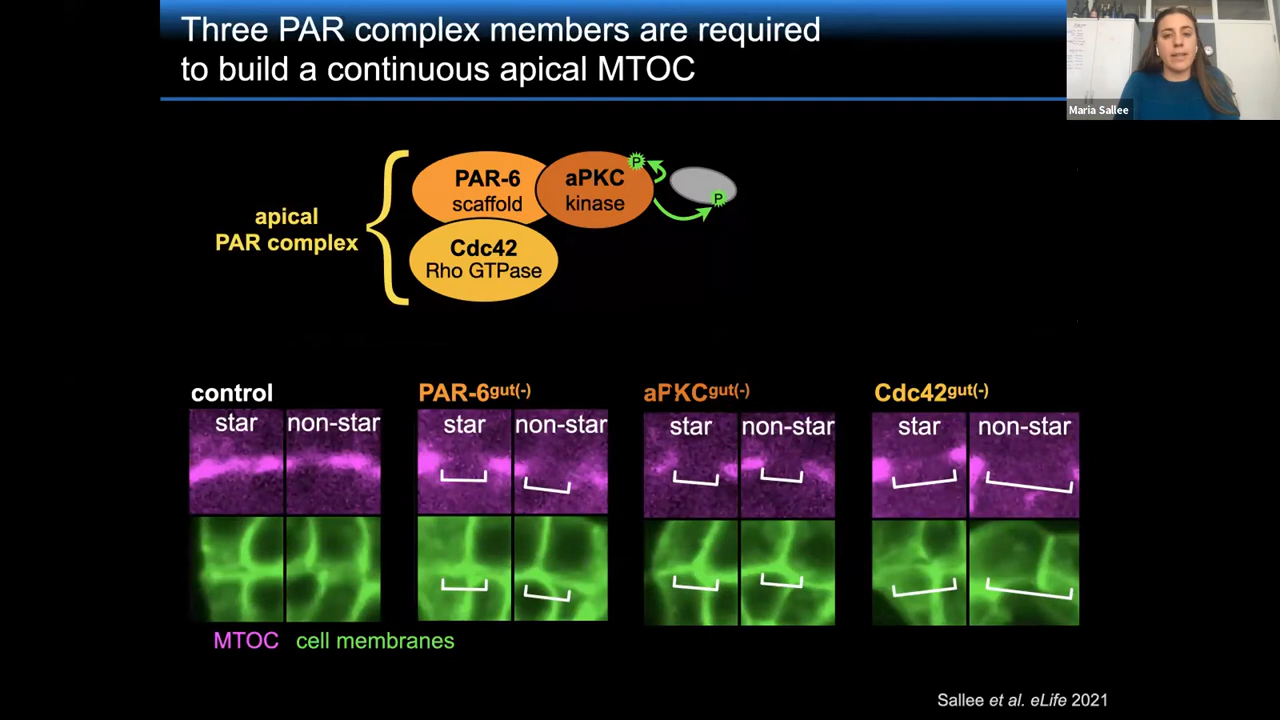 Three PAR complex members are required
to build a continuous apical MTOC
Maria Sallee
apical
PAR complex
PAR-6
scaffold
aPKC
kinase
P
P
Cdc42
Rho GTPase
control
PAR-6gut(-)
aPKCgut(-)
Cdc42gut(-)
star
non-star
star
non-star
star
non-star
star
non-star
MTOC cell membranes
Sallee et al. eLife 2021